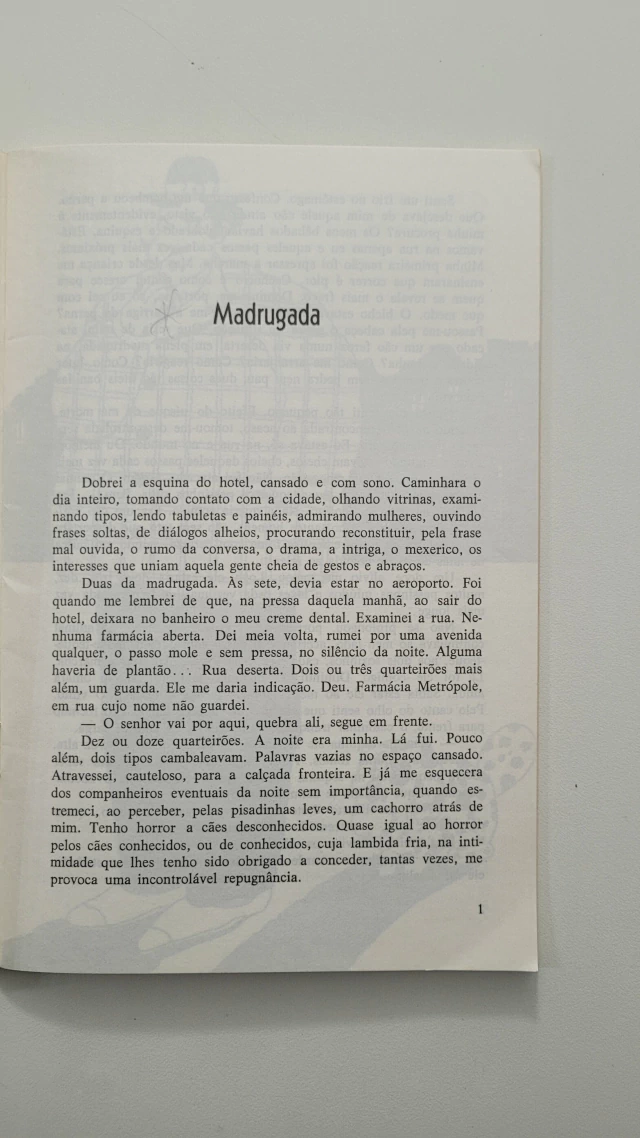 Madrugada
Dobrei a esquina do hotel, cansado e com sono. Caminhara o
dia inteiro, tomando contato com a cidade, olhando vitrinas, exami-
nando tipos, lendo tabuletas e painéis, admirando mulheres, ouvindo
frases soltas, de diálogos alheios, procurando reconstituir, pela frase
mal ouvida, o rumo da conversa, o drama, a intriga, o mexerico, os
interesses que uniam aquela gente cheia de gestos e abraços.
Duas da madrugada. Às sete, devia estar no aeroporto. Foi
quando me lembrei de que, na pressa daquela manhã, ao sair do
hotel, deixara no banheiro o meu creme dental. Examinei a rua. Ne-
nhuma farmácia aberta. Dei meia volta, rumei por uma avenida
qualquer, o passo mole e sem pressa, no silêncio da noite. Alguma
haveria de plantão... Rua deserta. Dois ou três quarteirões mais
além, um guarda. Ele me daria indicação. Deu. Farmácia Metrópole,
em rua cujo nome não guardei.
— O senhor vai por aqui, quebra ali, segue em frente.
Dez ou doze quarteirões. A noite era minha. Lá fui. Pouco
além, dois tipos cambaleavam. Palavras vazias no espaço cansado.
Atravessei, cauteloso, para a calçada fronteira. E já me esquecera
dos companheiros eventuais da noite sem importância, quando es-
tremeci, ao perceber, pelas pisadinhas leves, um cachorro atrás de
mim. Tenho horror a cães desconhecidos. Quase igual ao horror
pelos cães conhecidos, ou de conhecidos, cuja lambida fria, na inti-
midade que lhes tenho sido obrigado a conceder, tantas vezes, me
provoca uma incontrolável repugnância.
1